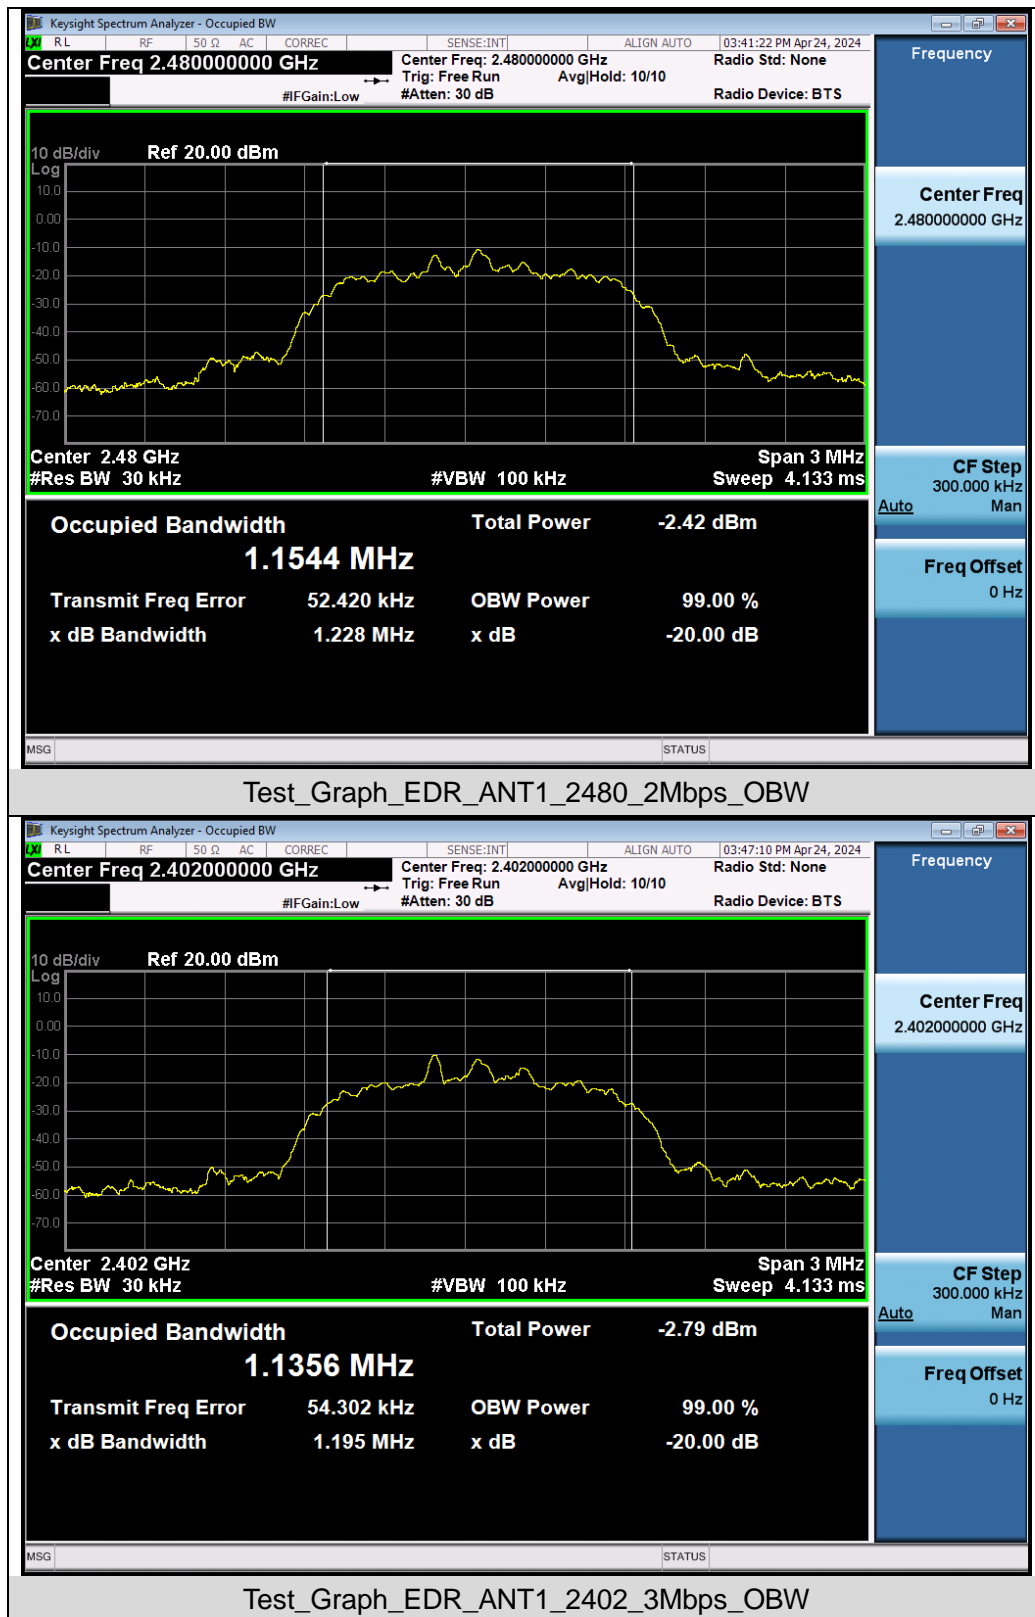 Keysight Spectrum Analyzer - Occupied BW
LXI RL RF 50 Ω AC CORREC SENSE:INT ALIGN AUTO 03:41:22 PM Apr 24, 2024
Center Freq 2.480000000 GHz Center Freq: 2.480000000 GHz Radio Std: None
Trig: Free Run Avg|Hold: 10/10
#IFGain:Low #Atten: 30 dB Radio Device: BTS
Frequency
10 dB/div Ref 20.00 dBm
Log
10.0
0.00
-10.0
-20.0
-30.0
-40.0
-50.0
-60.0
-70.0
Center 2.48 GHz Span 3 MHz
#Res BW 30 kHz #VBW 100 kHz Sweep 4.133 ms
Center Freq
2.480000000 GHz
CF Step
300.000 kHz
Auto Man
Freq Offset
0 Hz
Occupied Bandwidth Total Power -2.42 dBm
1.1544 MHz
Transmit Freq Error 52.420 kHz OBW Power 99.00 %
x dB Bandwidth 1.228 MHz x dB -20.00 dB
MSG STATUS
Test_Graph_EDR_ANT1_2480_2Mbps_OBW
Keysight Spectrum Analyzer - Occupied BW
LXI RL RF 50 Ω AC CORREC SENSE:INT ALIGN AUTO 03:47:10 PM Apr 24, 2024
Center Freq 2.402000000 GHz Center Freq: 2.402000000 GHz Radio Std: None
Trig: Free Run Avg|Hold: 10/10
#IFGain:Low #Atten: 30 dB Radio Device: BTS
Frequency
10 dB/div Ref 20.00 dBm
Log
10.0
0.00
-10.0
-20.0
-30.0
-40.0
-50.0
-60.0
-70.0
Center 2.402 GHz Span 3 MHz
#Res BW 30 kHz #VBW 100 kHz Sweep 4.133 ms
Center Freq
2.402000000 GHz
CF Step
300.000 kHz
Auto Man
Freq Offset
0 Hz
Occupied Bandwidth Total Power -2.79 dBm
1.1356 MHz
Transmit Freq Error 54.302 kHz OBW Power 99.00 %
x dB Bandwidth 1.195 MHz x dB -20.00 dB
MSG STATUS
Test_Graph_EDR_ANT1_2402_3Mbps_OBW